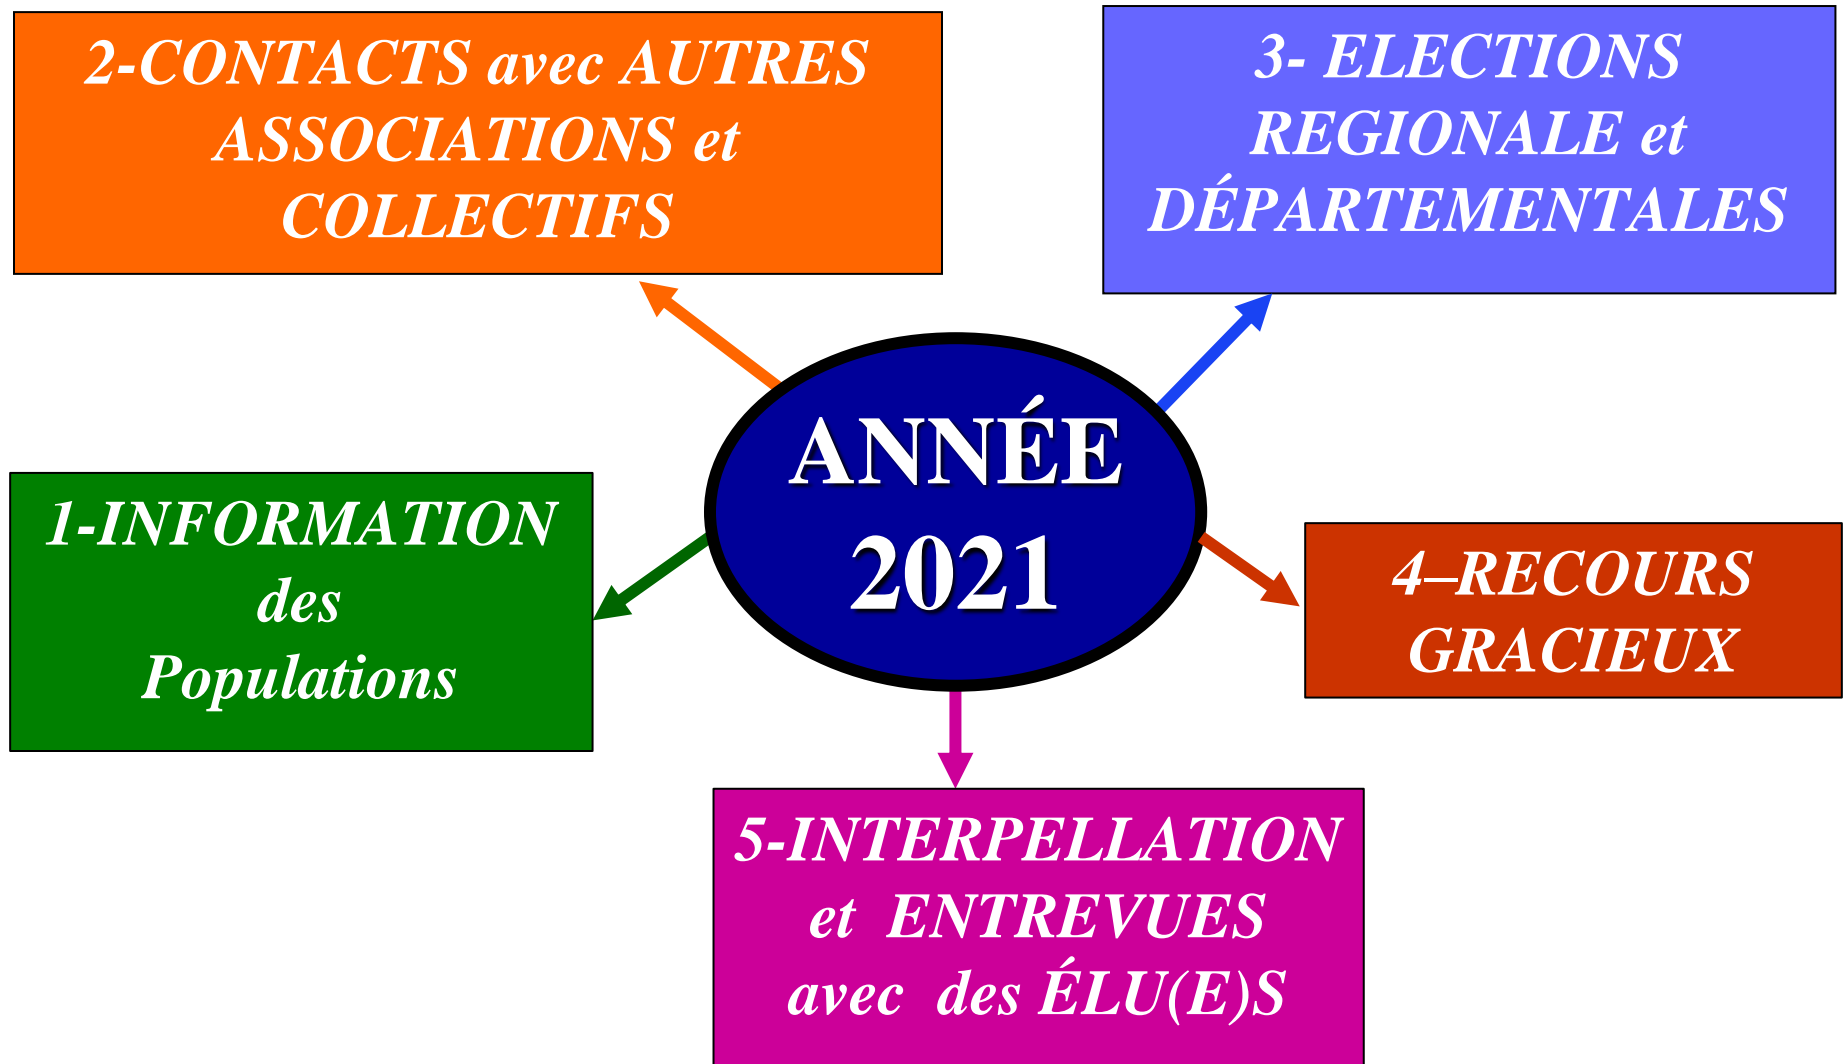 2-CONTACTS avec AUTRES
ASSOCIATIONS et
COLLECTIFS
3- ELECTIONS
REGIONALE et
DÉPARTEMENTALES
ANNÉE
2021
1-INFORMATION
des
Populations
4–RECOURS
GRACIEUX
5-INTERPELLATION
et ENTREVUES
avec des ÉLU(E)S